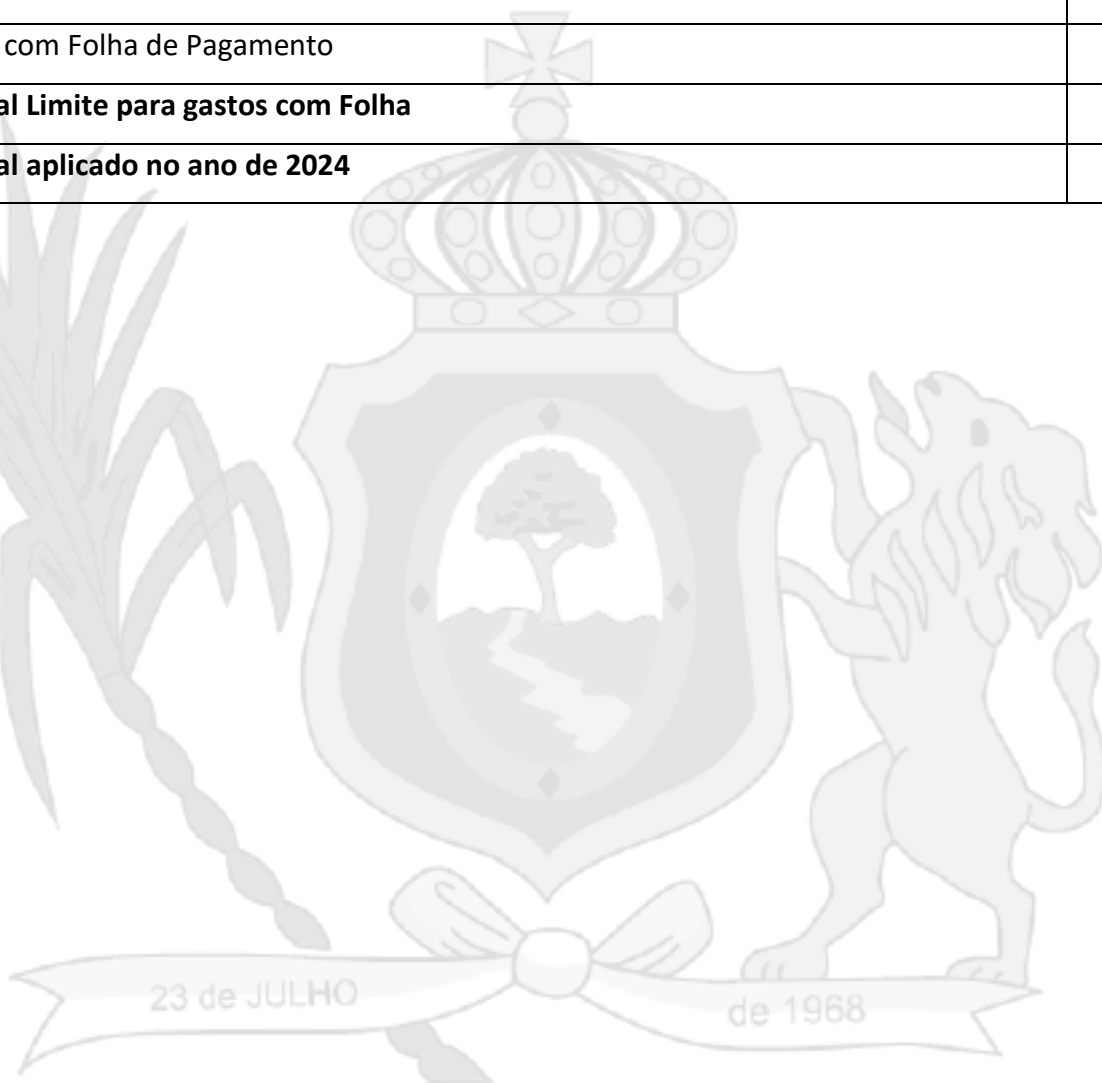 com Folha de Pagamento
al Limite para gastos com Folha
al aplicado no ano de 2024
23 de JULHO
de 1968